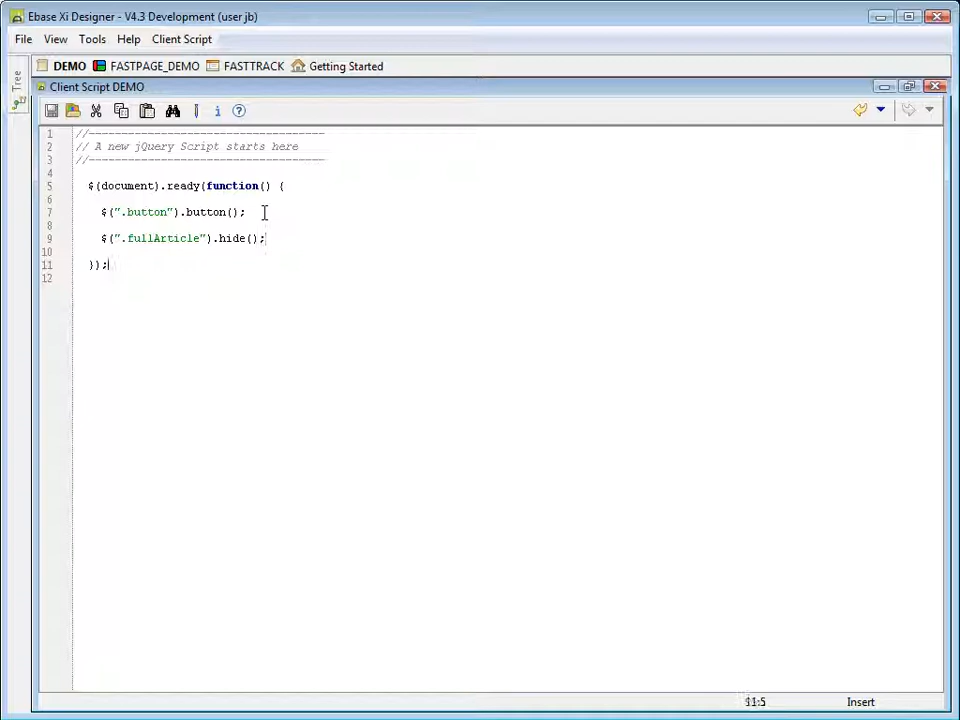 Ebase Xi Designer - V4.3 Development (user jb)
File View Tools Help Client Script
DEMO FASTPAGE_DEMO FASTTRACK Getting Started
Tree
Client Script DEMO
1 //------------------------------------
2 // A new jQuery Script starts here
3 //------------------------------------
4
5 $(document).ready(function() {
6
7 $(".button").button();
8
9 $(".fullArticle").hide();
10
11 });
12
11:5 Insert